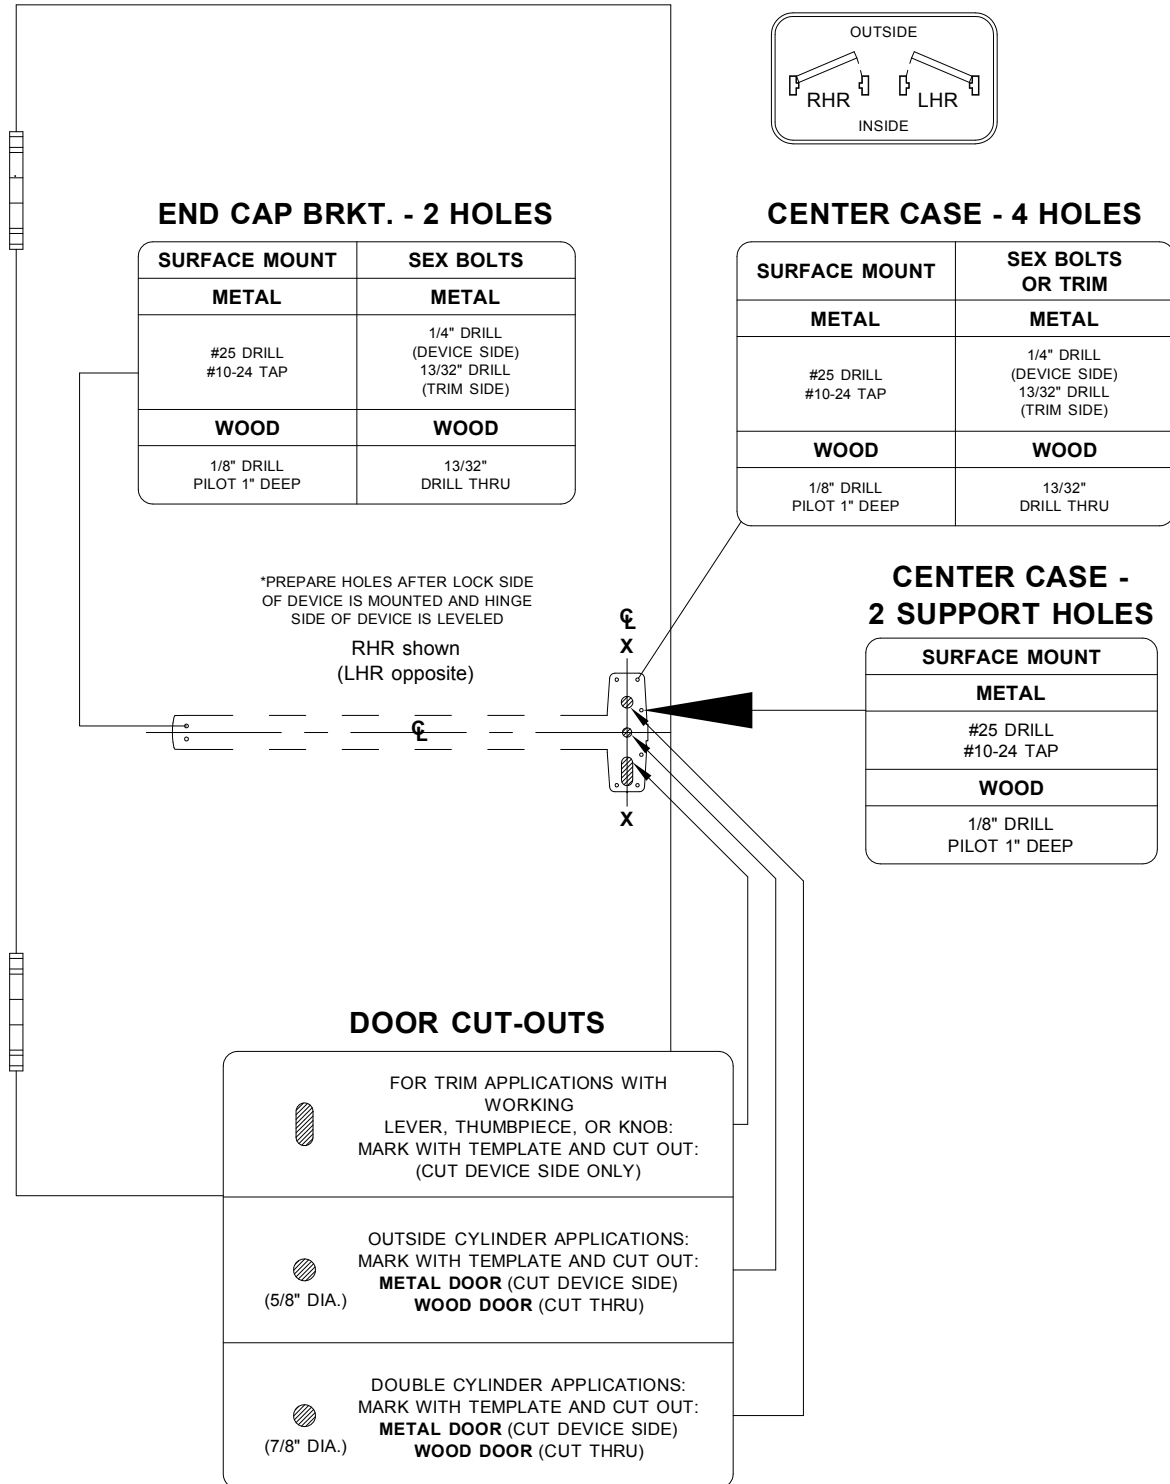 OUTSIDE
RHR
LHR
INSIDE
END CAP BRKT. - 2 HOLES
SURFACE MOUNT
SEX BOLTS
METAL
METAL
#25 DRILL
#10-24 TAP
1/4" DRILL
(DEVICE SIDE)
13/32" DRILL
(TRIM SIDE)
WOOD
WOOD
1/8" DRILL
PILOT 1" DEEP
13/32"
DRILL THRU
CENTER CASE - 4 HOLES
SURFACE MOUNT
SEX BOLTS
OR TRIM
METAL
METAL
#25 DRILL
#10-24 TAP
1/4" DRILL
(DEVICE SIDE)
13/32" DRILL
(TRIM SIDE)
WOOD
WOOD
1/8" DRILL
PILOT 1" DEEP
13/32"
DRILL THRU
*PREPARE HOLES AFTER LOCK SIDE
OF DEVICE IS MOUNTED AND HINGE
SIDE OF DEVICE IS LEVELED
RHR shown
(LHR opposite)
℄
X
℄
X
CENTER CASE -
2 SUPPORT HOLES
SURFACE MOUNT
METAL
#25 DRILL
#10-24 TAP
WOOD
1/8" DRILL
PILOT 1" DEEP
DOOR CUT-OUTS
FOR TRIM APPLICATIONS WITH
WORKING
LEVER, THUMBPIECE, OR KNOB:
MARK WITH TEMPLATE AND CUT OUT:
(CUT DEVICE SIDE ONLY)
OUTSIDE CYLINDER APPLICATIONS:
MARK WITH TEMPLATE AND CUT OUT:
METAL DOOR (CUT DEVICE SIDE)
WOOD DOOR (CUT THRU)
(5/8" DIA.)
DOUBLE CYLINDER APPLICATIONS:
MARK WITH TEMPLATE AND CUT OUT:
METAL DOOR (CUT DEVICE SIDE)
WOOD DOOR (CUT THRU)
(7/8" DIA.)